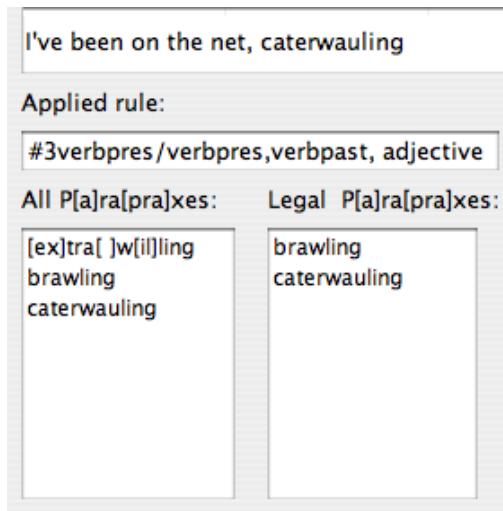 I've been on the net, caterwauling
Applied rule:
#3verbpres/verbpres,verbpast, adjective
All P[a]ra[pra]xes:
[ex]tra[ ]w[il]ling
brawling
caterwauling
Legal P[a]ra[pra]xes:
brawling
caterwauling